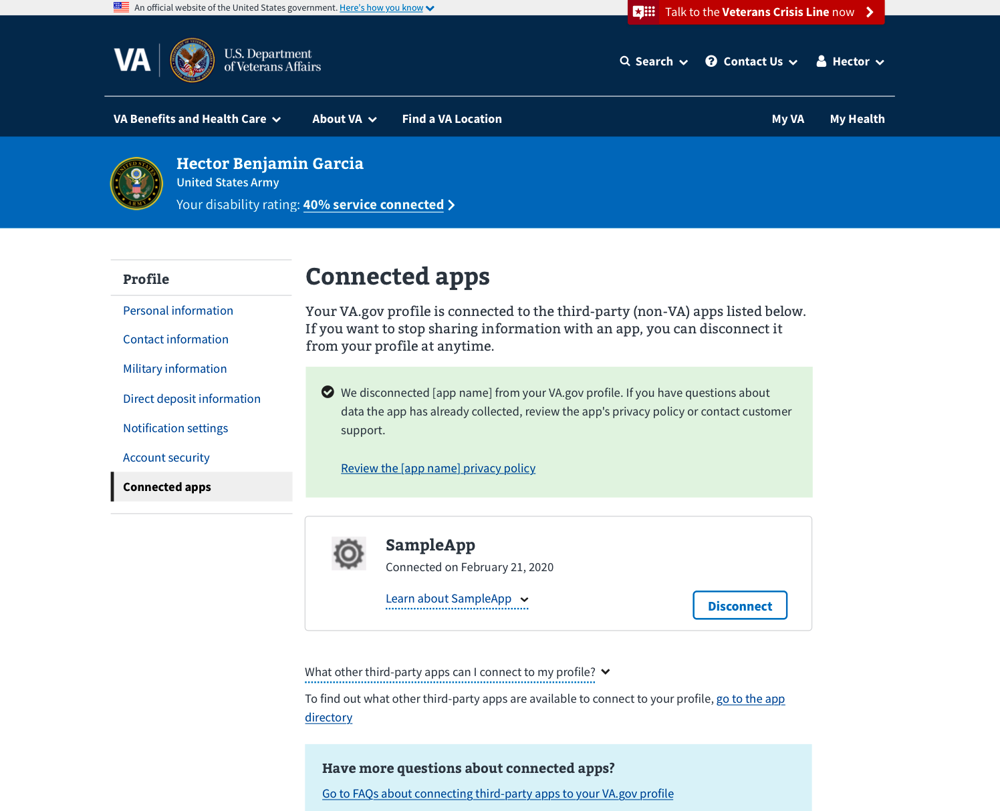 An official website of the United States government. Here's how you know
Talk to the Veterans Crisis Line now
VA
U.S. Department
of Veterans Affairs
Search
Contact Us
Hector
VA Benefits and Health Care
About VA
Find a VA Location
My VA
My Health
Hector Benjamin Garcia
United States Army
Your disability rating: 40% service connected
Profile
Personal information
Contact information
Military information
Direct deposit information
Notification settings
Account security
Connected apps
Connected apps
Your VA.gov profile is connected to the third-party (non-VA) apps listed below.
If you want to stop sharing information with an app, you can disconnect it
from your profile at anytime.
We disconnected [app name] from your VA.gov profile. If you have questions about
data the app has already collected, review the app's privacy policy or contact customer
support.
Review the [app name] privacy policy
SampleApp
Connected on February 21, 2020
Learn about SampleApp
Disconnect
What other third-party apps can I connect to my profile?
To find out what other third-party apps are available to connect to your profile, go to the app
directory
Have more questions about connected apps?
Go to FAQs about connecting third-party apps to your VA.gov profile